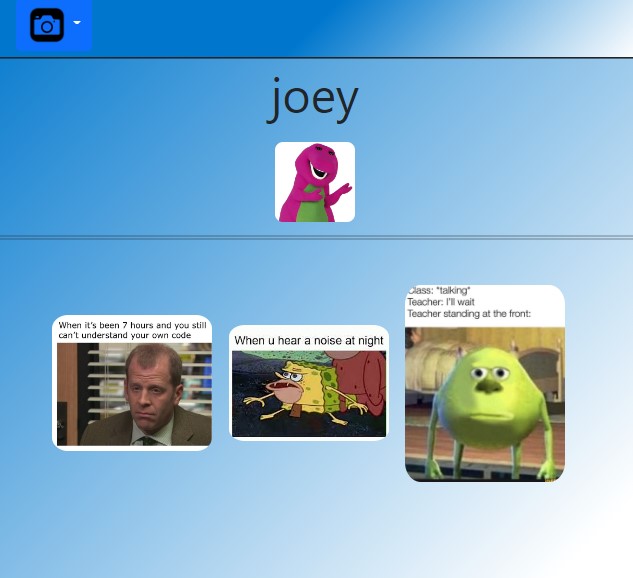 joey
When it's been 7 hours and you still
can't understand your own code
When u hear a noise at night
Class: *talking*
Teacher: I'll wait
Teacher standing at the front: